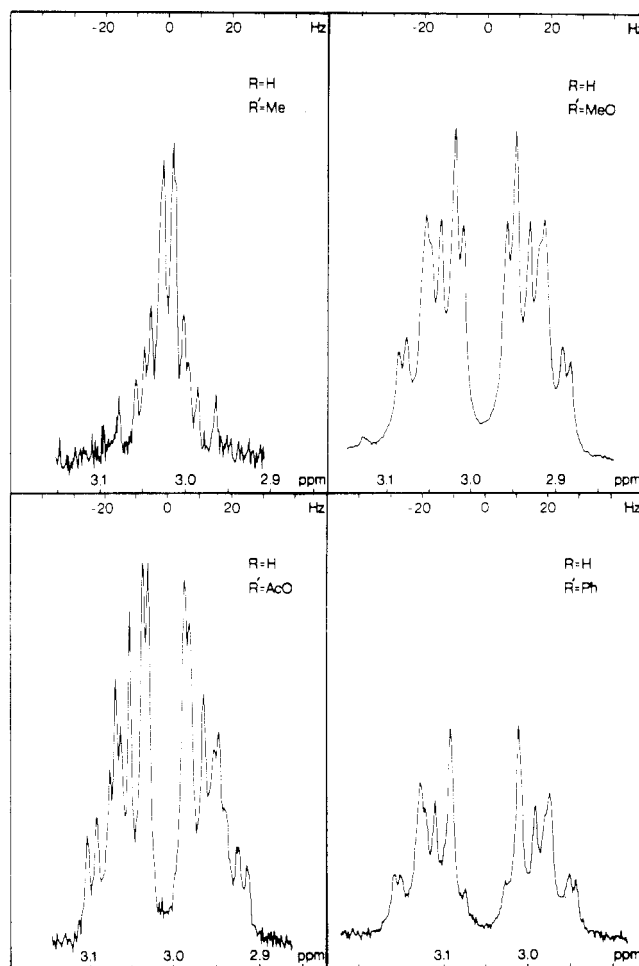 -20 0 20 Hz
R=H
R'=Me
3.1 3.0 2.9 ppm
-20 0 20 Hz
R=H
R'=MeO
3.1 3.0 2.9 ppm
-20 0 20 Hz
R=H
R'=AcO
3.1 3.0 2.9 ppm
-20 0 20 Hz
R=H
R'=Ph
3.1 3.0 ppm